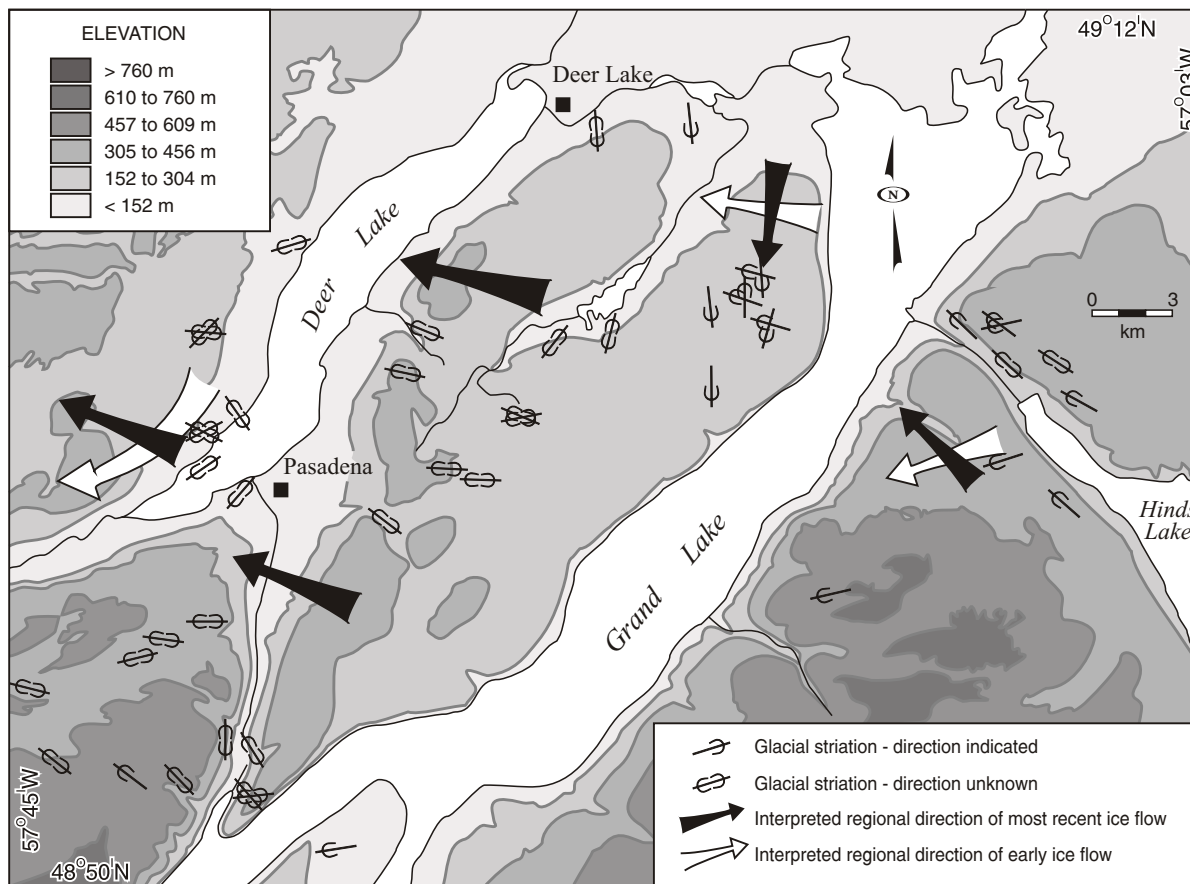 ELEVATION
> 760 m
610 to 760 m
457 to 609 m
305 to 456 m
152 to 304 m
< 152 m
49°12'N
57°03'W
Deer Lake
Deer Lake
N
0 3
km
Pasadena
Hinds
Lake
Grand Lake
57°45'W
48°50'N
Glacial striation - direction indicated
Glacial striation - direction unknown
Interpreted regional direction of most recent ice flow
Interpreted regional direction of early ice flow